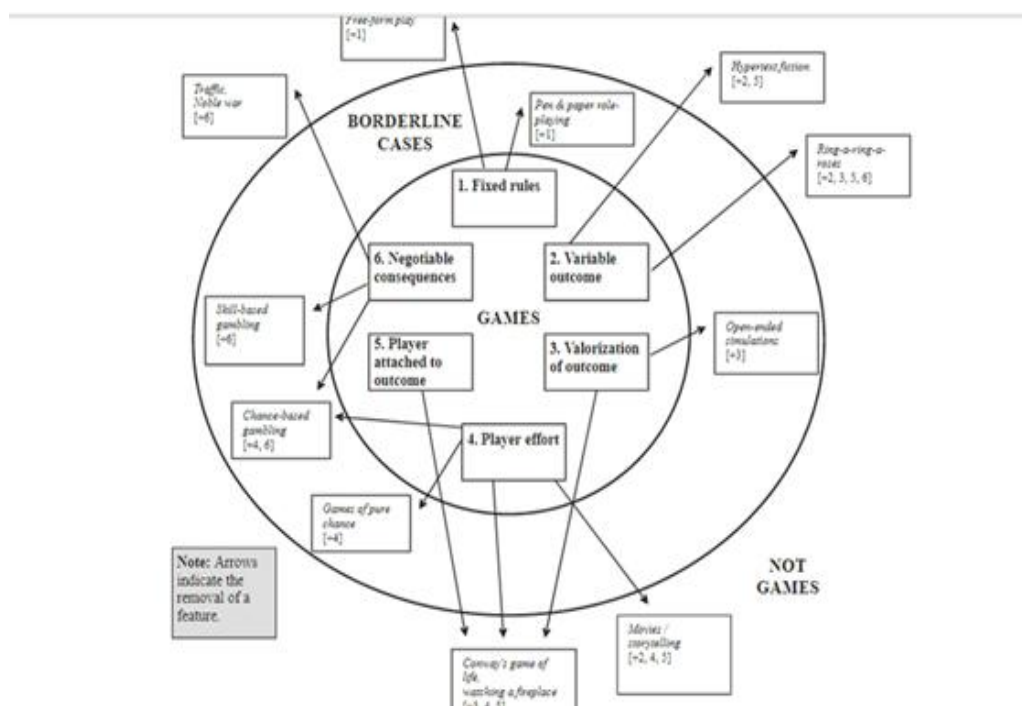 Free-form play
[≠1]
Traffic,
Noble war
[≠6]
BORDERLINE
CASES
Pen & paper role-
playing
[≠1]
Hypertext fiction
[≠2, 5]
Ring-a-ring-a-
roses
[≠2, 3, 5, 6]
1. Fixed rules
6. Negotiable
consequences
2. Variable
outcome
GAMES
Skill-based
gambling
[≠6]
5. Player
attached to
outcome
3. Valorization
of outcome
Open-ended
simulations
[≠3]
Chance-based
gambling
[≠4, 6]
4. Player effort
Games of pure
chance
[≠4]
Note: Arrows
indicate the
removal of a
feature.
NOT
GAMES
Conway's game of
life,
watching a fireplace
[≠3, 4, 5]
Movies /
storytelling
[≠2, 4, 5]